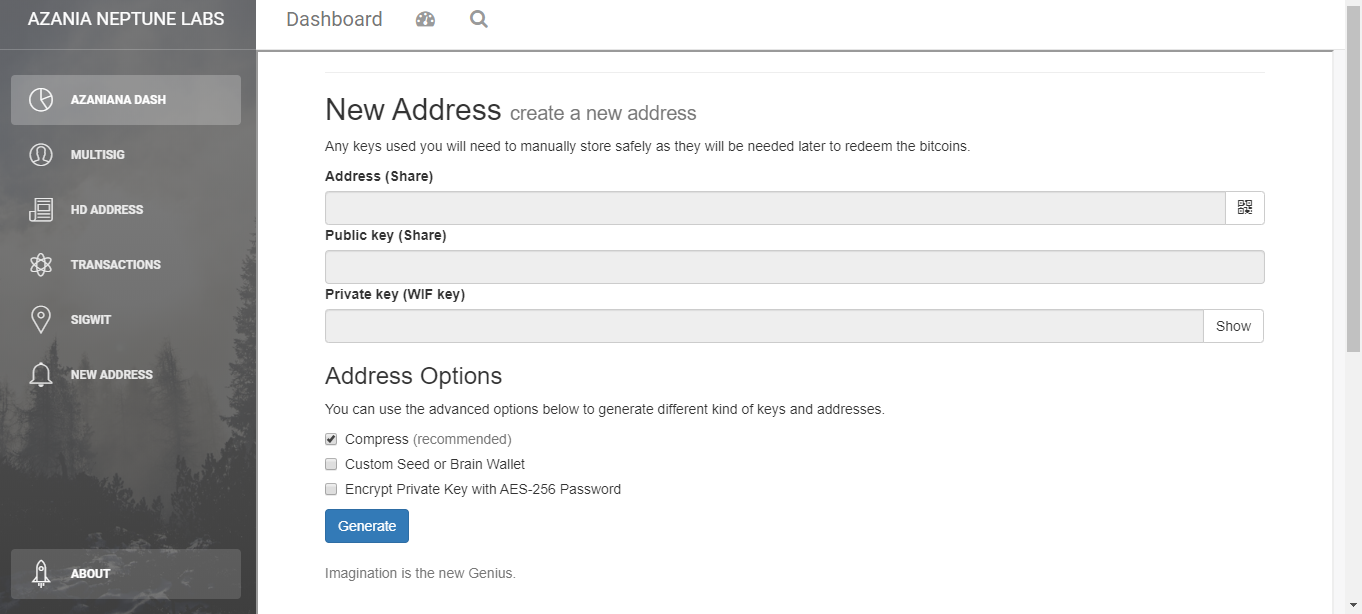 AZANIA NEPTUNE LABS
Dashboard
AZANIANA DASH
MULTISIG
HD ADDRESS
TRANSACTIONS
SIGWIT
NEW ADDRESS
ABOUT
New Address create a new address
Any keys used you will need to manually store safely as they will be needed later to redeem the bitcoins.
Address (Share)
Public key (Share)
Private key (WIF key)
Show
Address Options
You can use the advanced options below to generate different kind of keys and addresses.
Compress (recommended)
Custom Seed or Brain Wallet
Encrypt Private Key with AES-256 Password
Generate
Imagination is the new Genius.